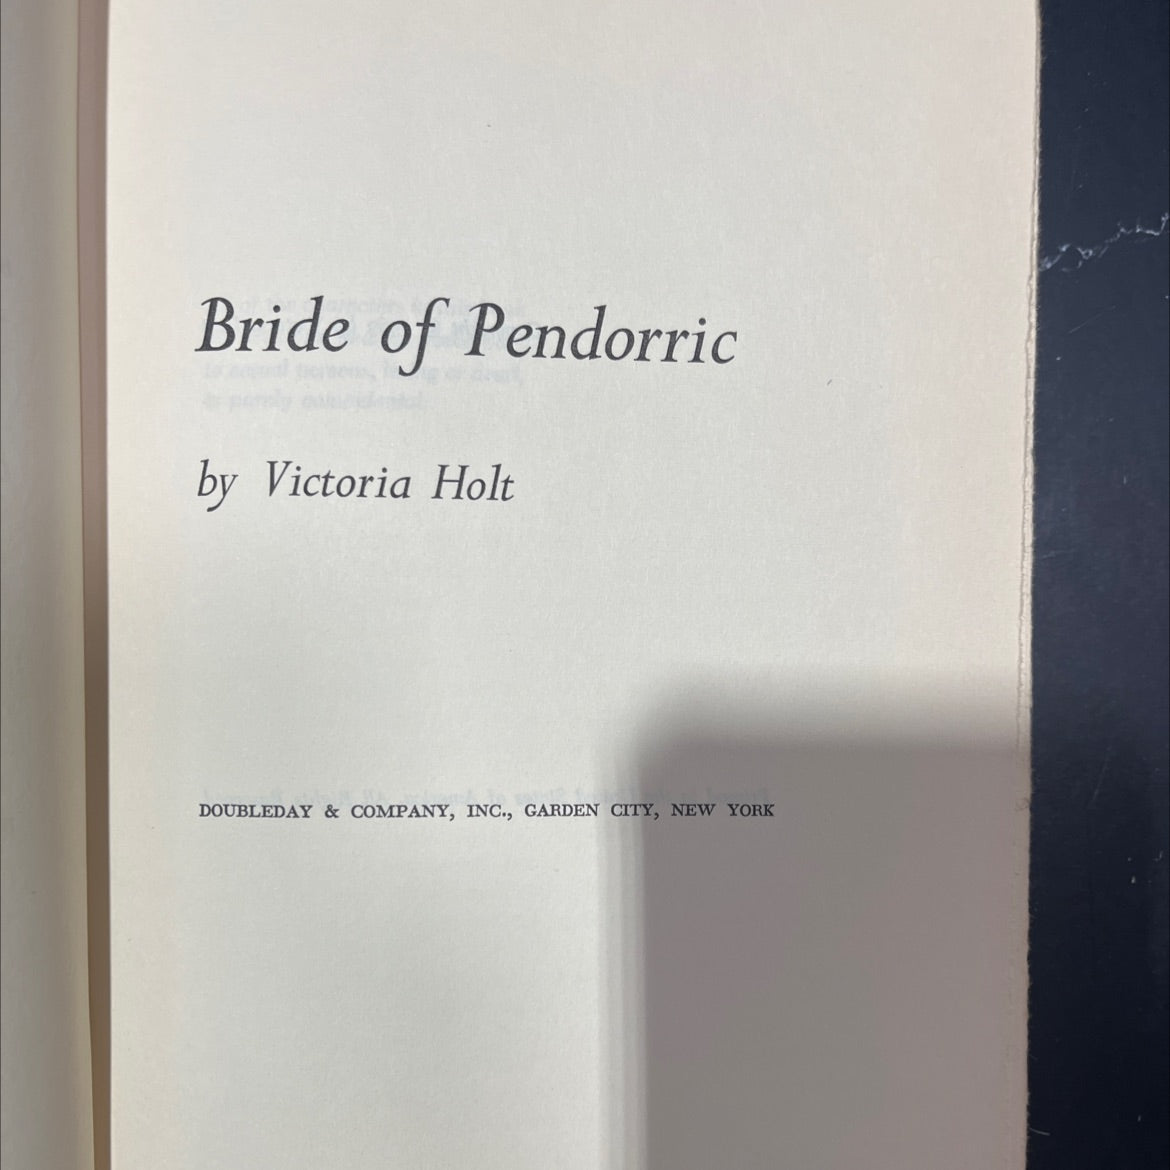 Bride of Pendorric
by Victoria Holt
DOUBLEDAY & COMPANY, INC., GARDEN CITY, NEW YORK